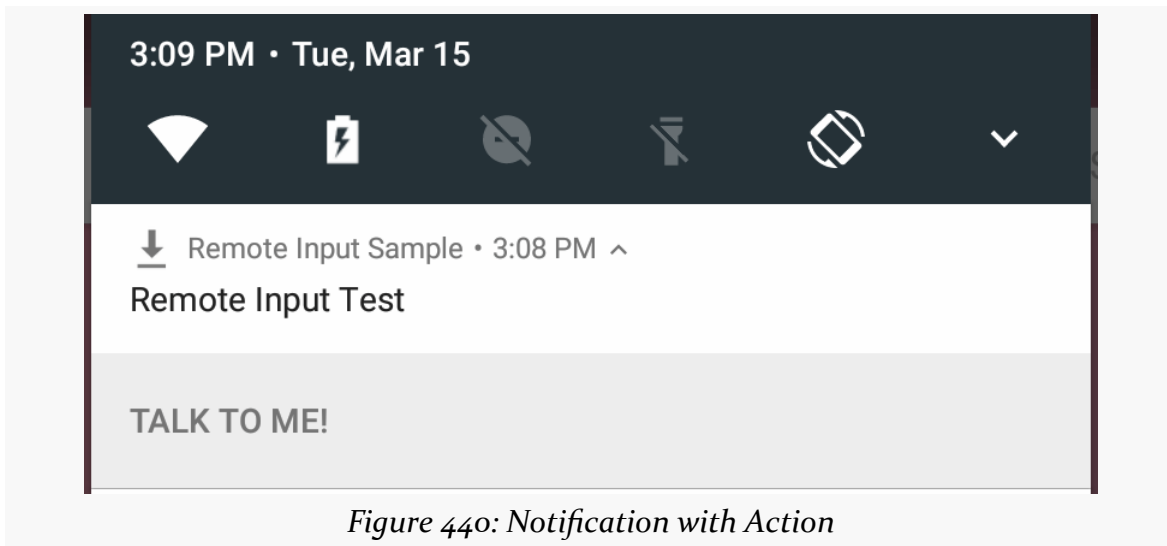 3:09 PM • Tue, Mar 15
Remote Input Sample • 3:08 PM
Remote Input Test
TALK TO ME!
Figure 440: Notification with Action